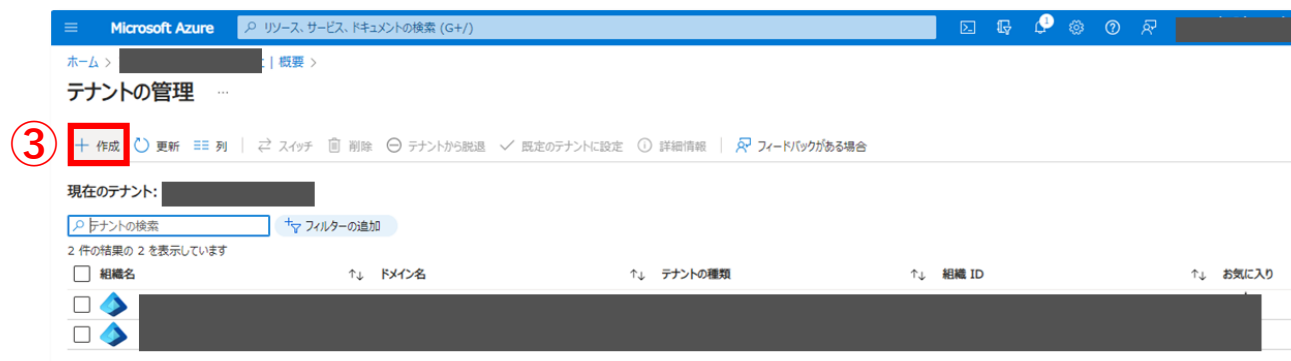 Microsoft Azure リソース、サービス、ドキュメントの検索 (G+/) 1
ホーム > | 概要 >
テナントの管理 …
③ + 作成 更新 列 スイッチ 削除 テナントから脱退 既定のテナントに設定 詳細情報 フィードバックがある場合
現在のテナント:
テナントの検索 フィルターの追加
2 件の結果の 2 を表示しています
組織名 ↑↓ ドメイン名 ↑↓ テナントの種類 ↑↓ 組織 ID ↑↓ お気に入り